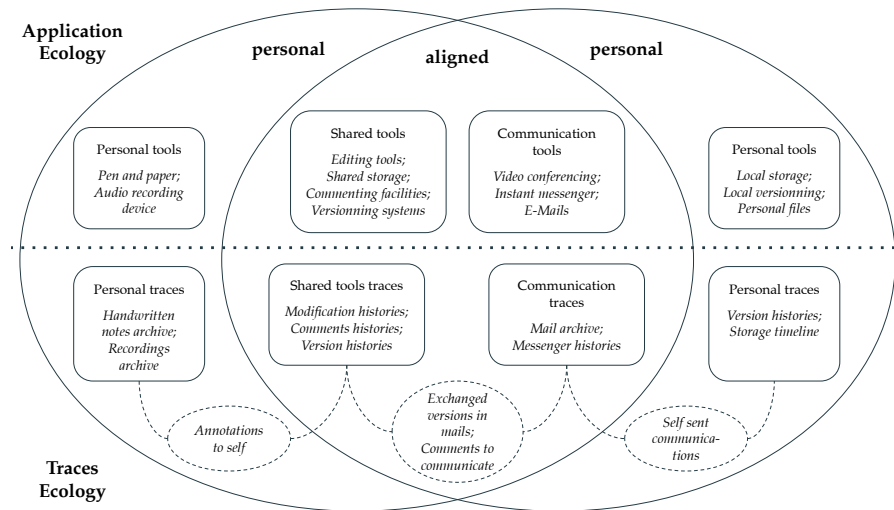 Application
Ecology
personal
aligned
personal
Personal tools
Pen and paper;
Audio recording
device
Shared tools
Editing tools;
Shared storage;
Commenting facilities;
Versionning systems
Communication
tools
Video conferencing;
Instant messenger;
E-Mails
Personal tools
Local storage;
Local versionning;
Personal files
Personal traces
Handwritten
notes archive;
Recordings
archive
Shared tools traces
Modification histories;
Comments histories;
Version histories
Communication
traces
Mail archive;
Messenger histories
Personal traces
Version histories;
Storage timeline
Annotations
to self
Exchanged
versions in
mails;
Comments to
communicate
Self sent
communica-
tions
Traces
Ecology